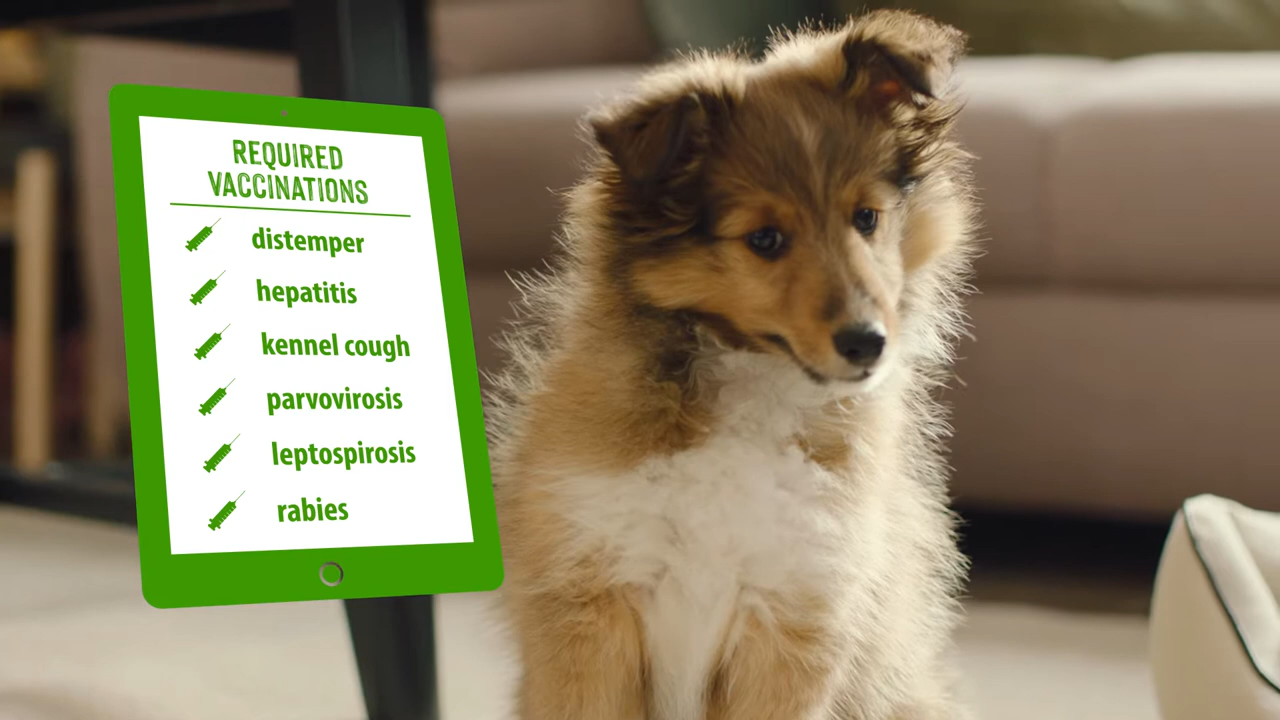 REQUIRED
VACCINATIONS
distemper
hepatitis
kennel cough
parvovirosis
leptospirosis
rabies